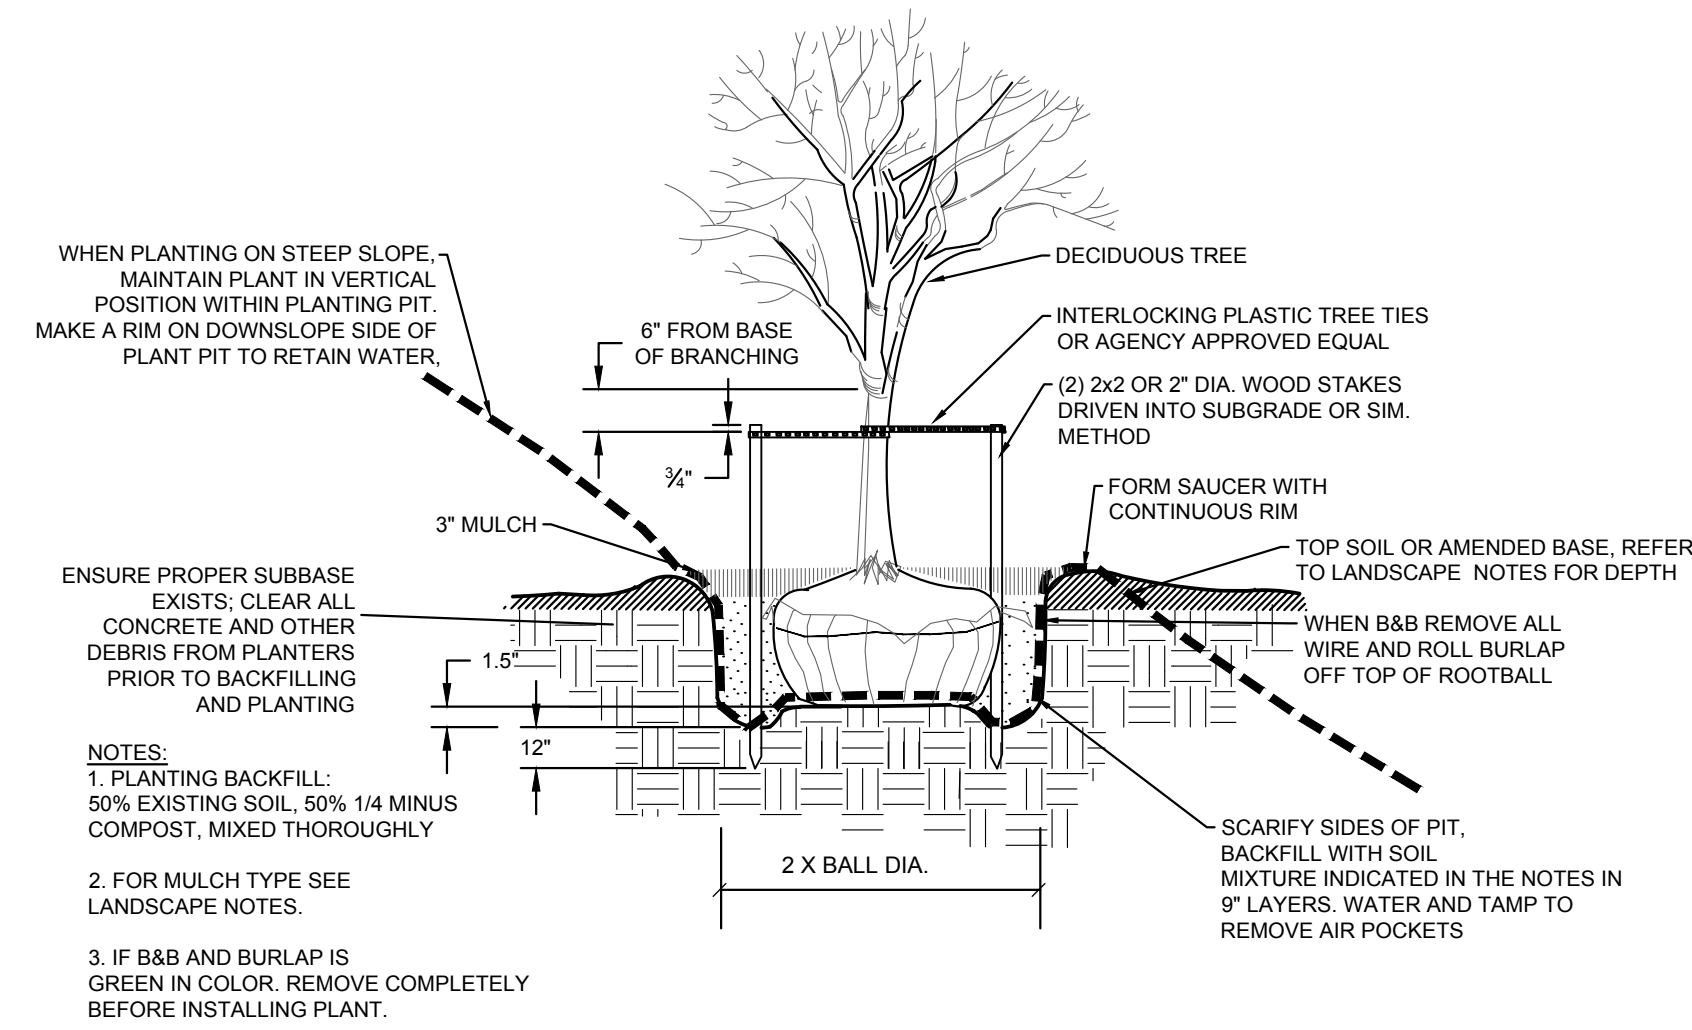 WHEN PLANTING ON STEEP SLOPE,
MAINTAIN PLANT IN VERTICAL
POSITION WITHIN PLANTING PIT.
MAKE A RIM ON DOWNSLOPE SIDE OF
PLANT PIT TO RETAIN WATER,
6" FROM BASE
OF BRANCHING
3/4"
3" MULCH
ENSURE PROPER SUBBASE
EXISTS; CLEAR ALL
CONCRETE AND OTHER
DEBRIS FROM PLANTERS
PRIOR TO BACKFILLING
AND PLANTING
1.5"
12"
DECIDUOUS TREE
INTERLOCKING PLASTIC TREE TIES
OR AGENCY APPROVED EQUAL
(2) 2x2 OR 2" DIA. WOOD STAKES
DRIVEN INTO SUBGRADE OR SIM.
METHOD
FORM SAUCER WITH
CONTINUOUS RIM
TOP SOIL OR AMENDED BASE, REFER
TO LANDSCAPE NOTES FOR DEPTH
WHEN B&B REMOVE ALL
WIRE AND ROLL BURLAP
OFF TOP OF ROOTBALL
SCARIFY SIDES OF PIT,
BACKFILL WITH SOIL
MIXTURE INDICATED IN THE NOTES IN
9" LAYERS. WATER AND TAMP TO
REMOVE AIR POCKETS
2 X BALL DIA.
NOTES:
1. PLANTING BACKFILL:
50% EXISTING SOIL, 50% 1/4 MINUS
COMPOST, MIXED THOROUGHLY
2. FOR MULCH TYPE SEE
LANDSCAPE NOTES.
3. IF B&B AND BURLAP IS
GREEN IN COLOR. REMOVE COMPLETELY
BEFORE INSTALLING PLANT.